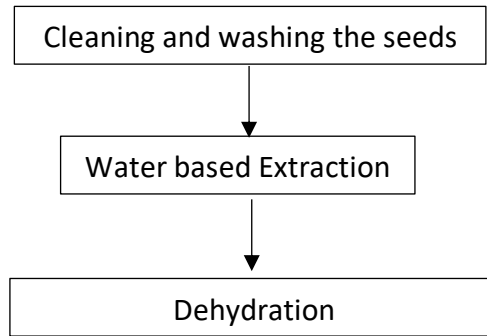 Cleaning and washing the seeds
Water based Extraction
Dehydration